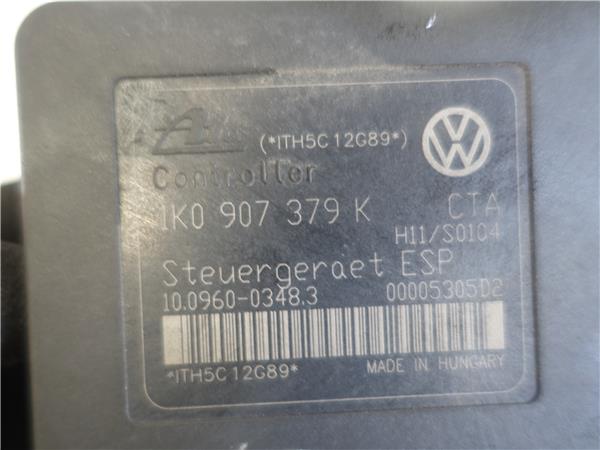 (*ITH5C12G89*)
Controller
1K0 907 379 K CTA
H11/S0104
Steuergeraet ESP
10.0960-0348.3 00005305D2
*ITH5C12G89* MADE IN HUNGARY